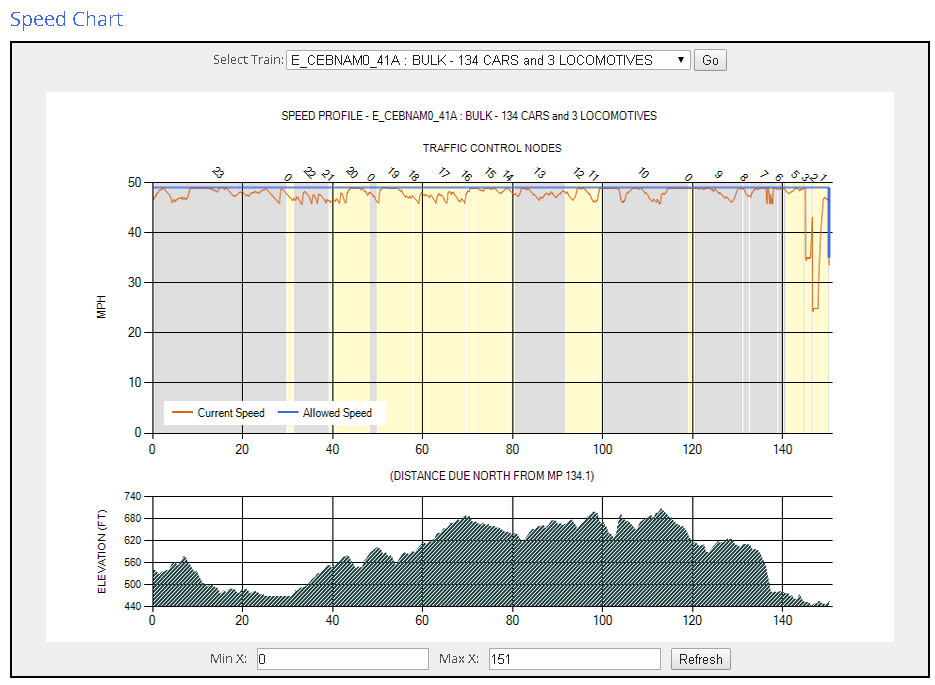 Speed Chart
Select Train: E_CEBNAM0_41A : BULK - 134 CARS and 3 LOCOMOTIVES Go
SPEED PROFILE - E_CEBNAM0_41A : BULK - 134 CARS and 3 LOCOMOTIVES
TRAFFIC CONTROL NODES
23 0 22 21 20 0 19 18 17 16 15 14 13 12 11 10 0 9 8 7 6 5 3 2 1
50
40
30
MPH
20
10
0
Current Speed Allowed Speed
0 20 40 60 80 100 120 140
(DISTANCE DUE NORTH FROM MP 134.1)
740
680
620
560
500
440
ELEVATION (FT)
0 20 40 60 80 100 120 140
Min X: 0 Max X: 151 Refresh